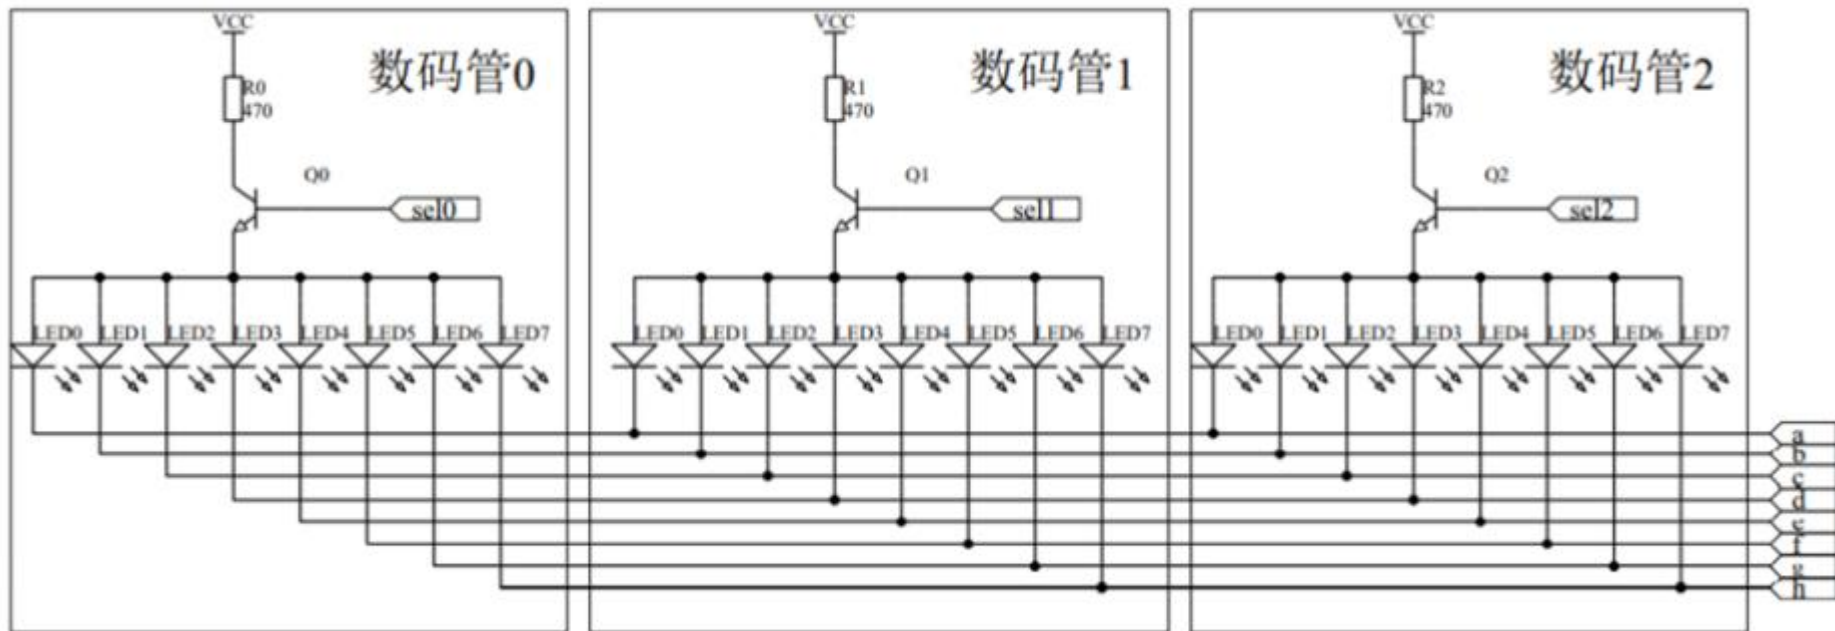 VCC VCC VCC
数码管0 数码管1 数码管2
R0 R1 R2
470 470 470
Q0 Q1 Q2
sel0 sel1 sel2
LED0 LED1 LED2 LED3 LED4 LED5 LED6 LED7 LED0 LED1 LED2 LED3 LED4 LED5 LED6 LED7 LED0 LED1 LED2 LED3 LED4 LED5 LED6 LED7
a
b
c
d
e
f
g
h